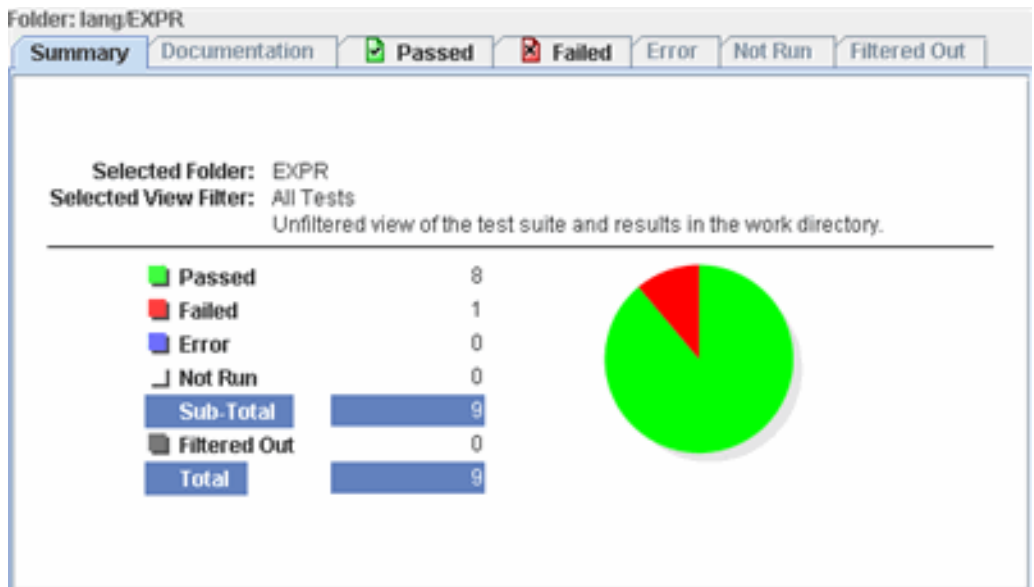 Folder: lang/EXPR
Summary Documentation Passed Failed Error Not Run Filtered Out
Selected Folder: EXPR
Selected View Filter: All Tests
Unfiltered view of the test suite and results in the work directory.
Passed 8
Failed 1
Error 0
Not Run 0
Sub-Total 9
Filtered Out 0
Total 9